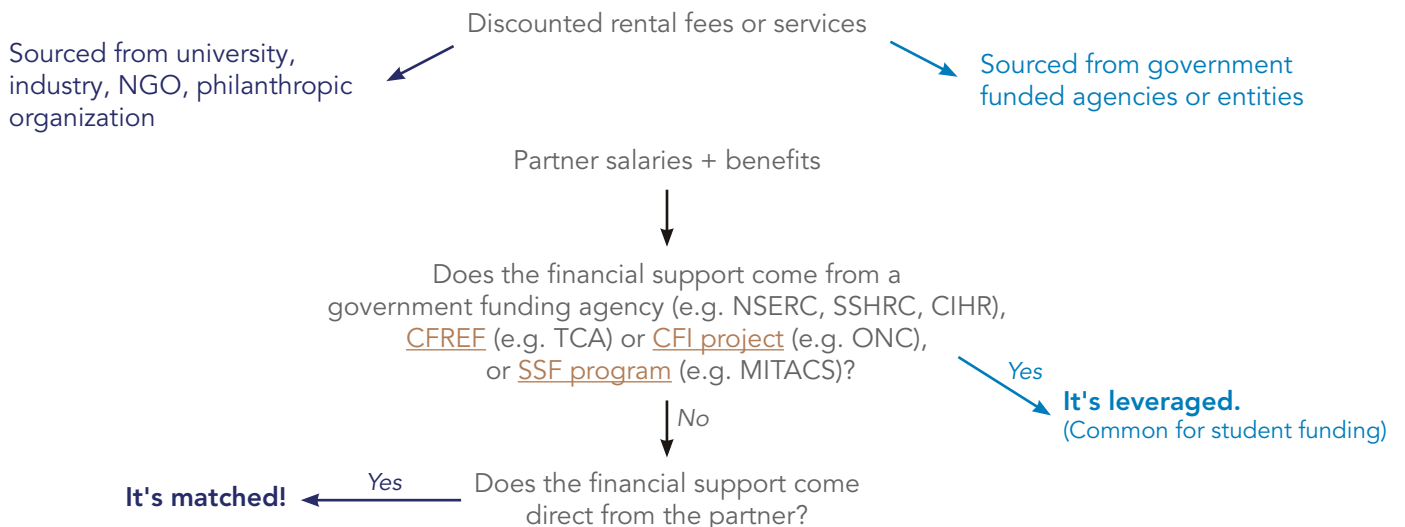 Discounted rental fees or services
Sourced from university,
industry, NGO, philanthropic
organization
Sourced from government
funded agencies or entities
Partner salaries + benefits
Does the financial support come from a
government funding agency (e.g. NSERC, SSHRC, CIHR),
CFREF (e.g. TCA) or CFI project (e.g. ONC),
or SSF program (e.g. MITACS)?
Yes
It's leveraged.
(Common for student funding)
No
Does the financial support come
direct from the partner?
Yes
It's matched!